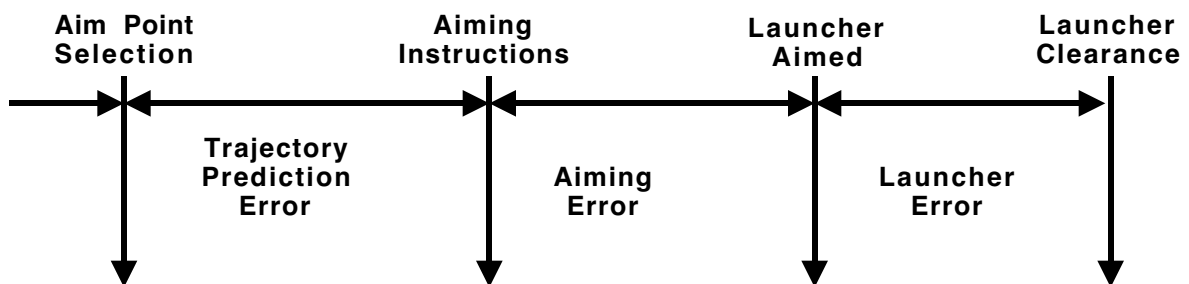 Aim Point
Selection
Aiming
Instructions
Launcher
Aimed
Launcher
Clearance
Trajectory
Prediction
Error
Aiming
Error
Launcher
Error